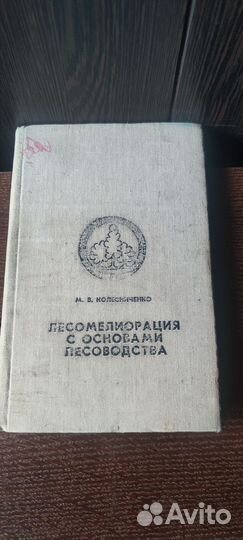 М. В. КОЛЕСНИЧЕНКО
ЛЕСОМЕЛИОРАЦИЯ
С ОСНОВАМИ
ЛЕСОВОДСТВА
Avito